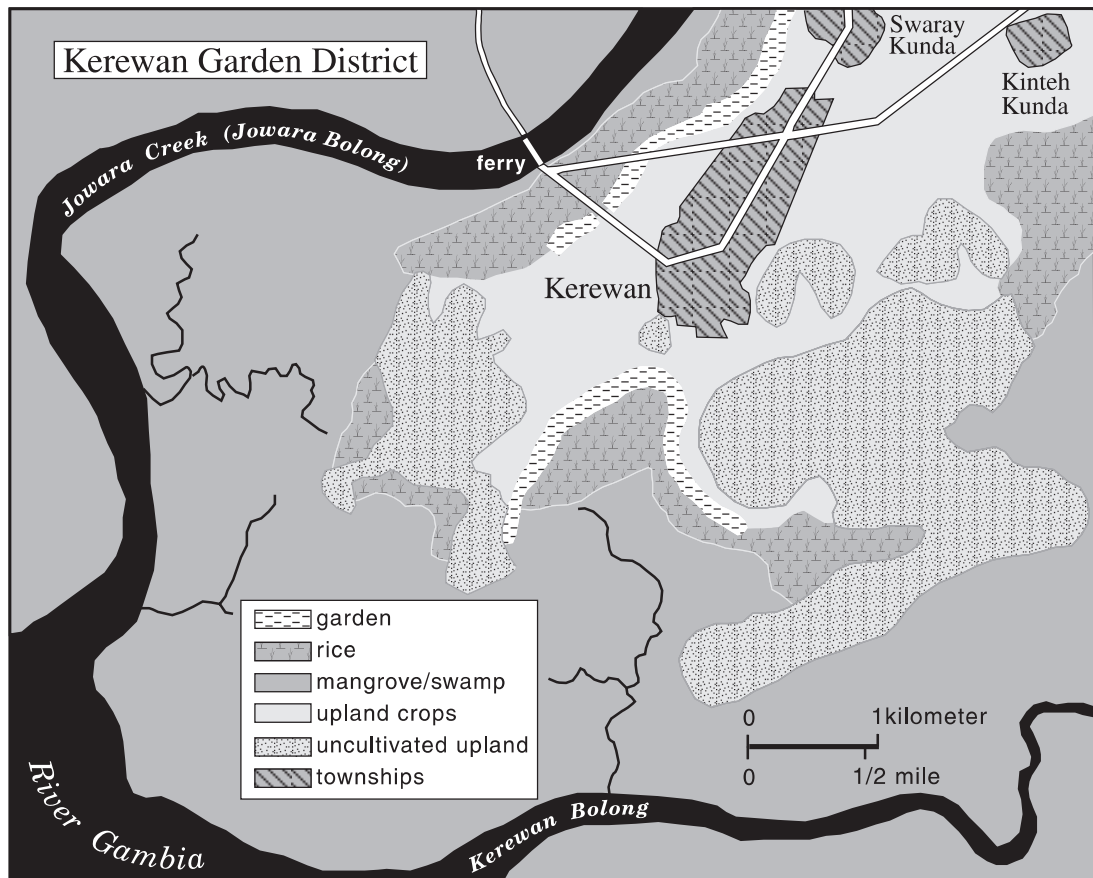 Kerewan Garden District
Swaray
Kunda
Kinteh
Kunda
Jowara Creek (Jowara Bolong)
ferry
Kerewan
garden
rice
mangrove/swamp
upland crops
uncultivated upland
townships
0 1kilometer
0 1/2 mile
River Gambia
Kerewan Bolong